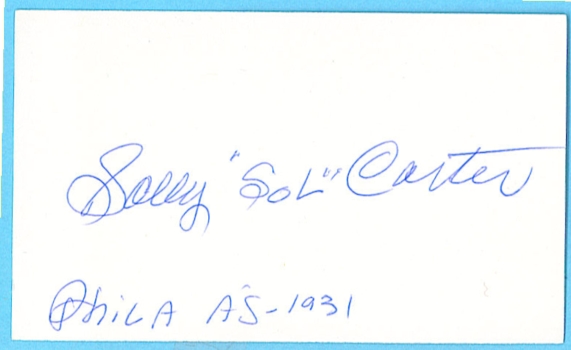 Solly "SOL" Carter
Phila A's-1931